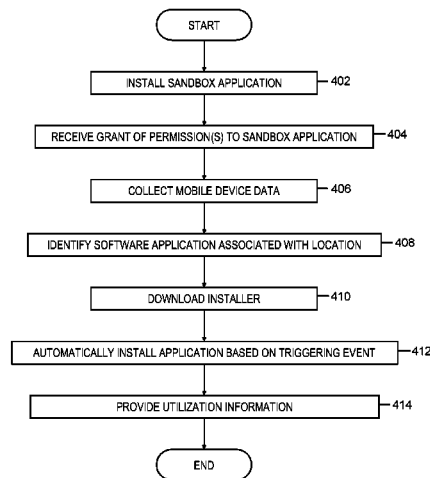 START
INSTALL SANDBOX APPLICATION
402
RECEIVE GRANT OF PERMISSION(S) TO SANDBOX APPLICATION
404
COLLECT MOBILE DEVICE DATA
406
IDENTIFY SOFTWARE APPLICATION ASSOCIATED WITH LOCATION
408
DOWNLOAD INSTALLER
410
AUTOMATICALLY INSTALL APPLICATION BASED ON TRIGGERING EVENT
412
PROVIDE UTILIZATION INFORMATION
414
END